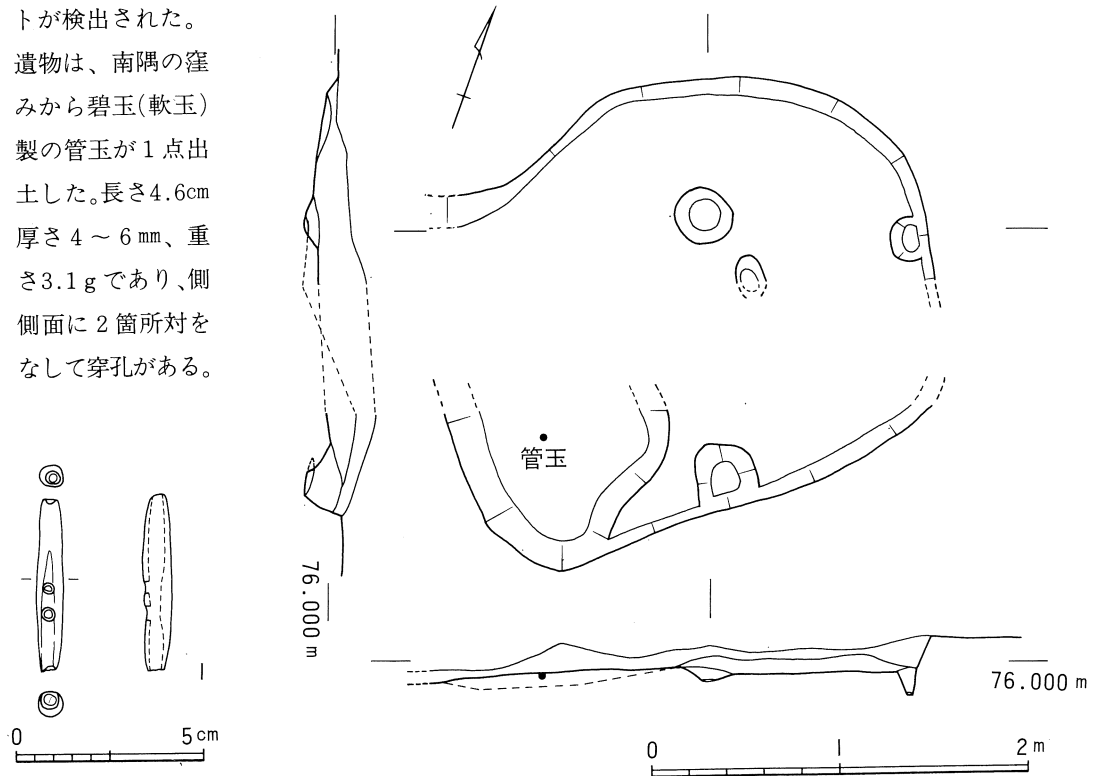 トが検出された。
遺物は、南隅の窪
みから碧玉(軟玉)
製の管玉が1点出
土した。長さ4.6cm
厚さ4～6㎜、重
さ3.1gであり、側
側面に2箇所対を
なして穿孔がある。
管玉
76.000 m
76.000 m
0 5cm
0 1 2m